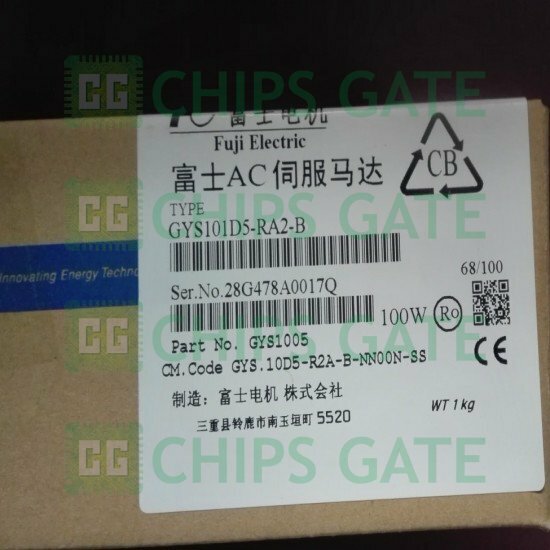 CHIPS GATE
富士电机
Fuji Electric
富士AC 伺服马达
CB
TYPE
GYS101D5-RA2-B
CHIPS GATE
Innovating Energy Techno
Ser.No.28G478A0017Q
68/100
100W
Ro
Part No. GYS1005
CM.Code GYS.10D5-R2A-B-NN00N-SS
CE
制造：富士电机 株式会社
WT 1kg
三重县铃鹿市南玉垣町 5520
CHIPS GATE